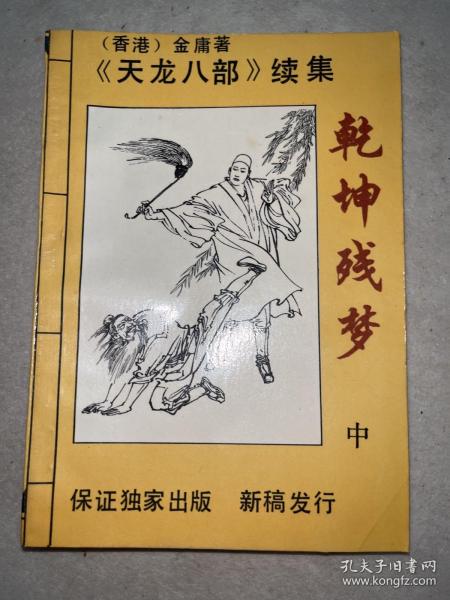 （香港）金庸著
《天龙八部》续集
乾坤残梦
中
保证独家出版 新稿发行
孔夫子旧书网
www.kongfz.com